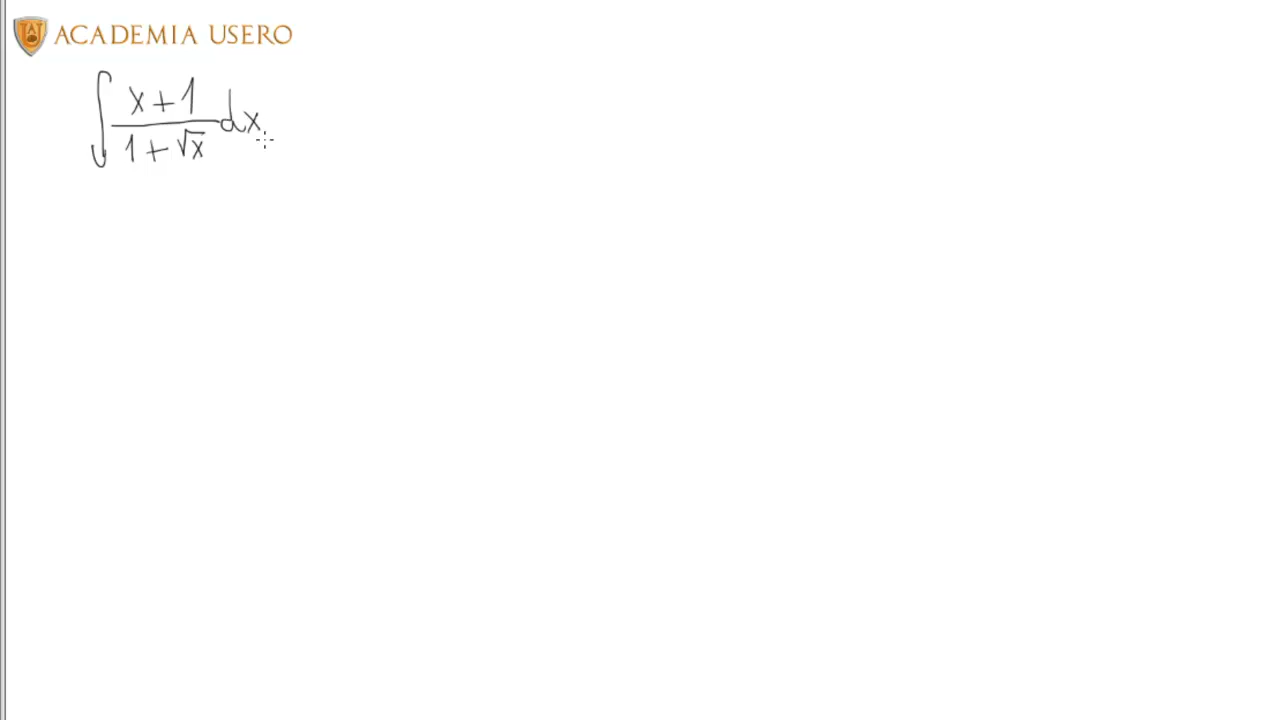 ACADEMIA USERO
∫ (x+1)/(1+√x) dx